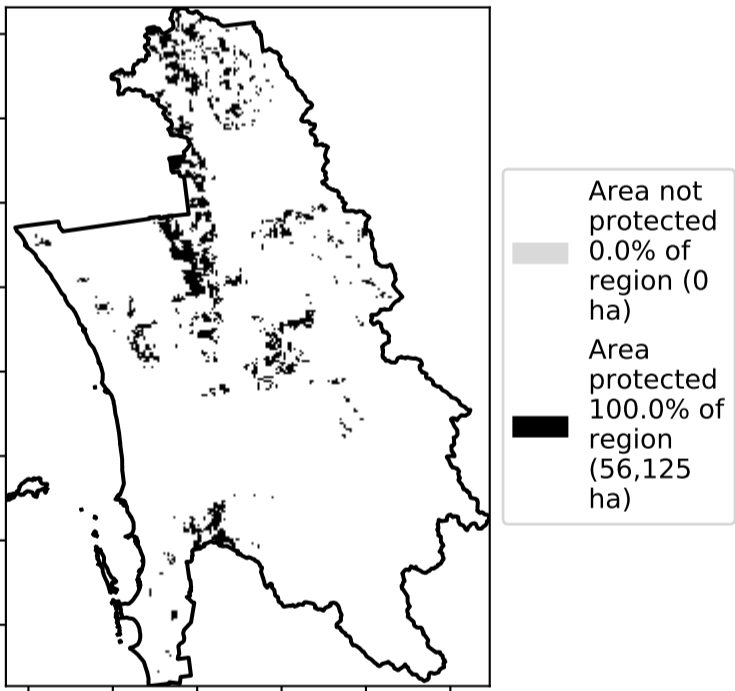 Area not
protected
0.0% of
region (0
ha)
Area
protected
100.0% of
region
(56,125
ha)